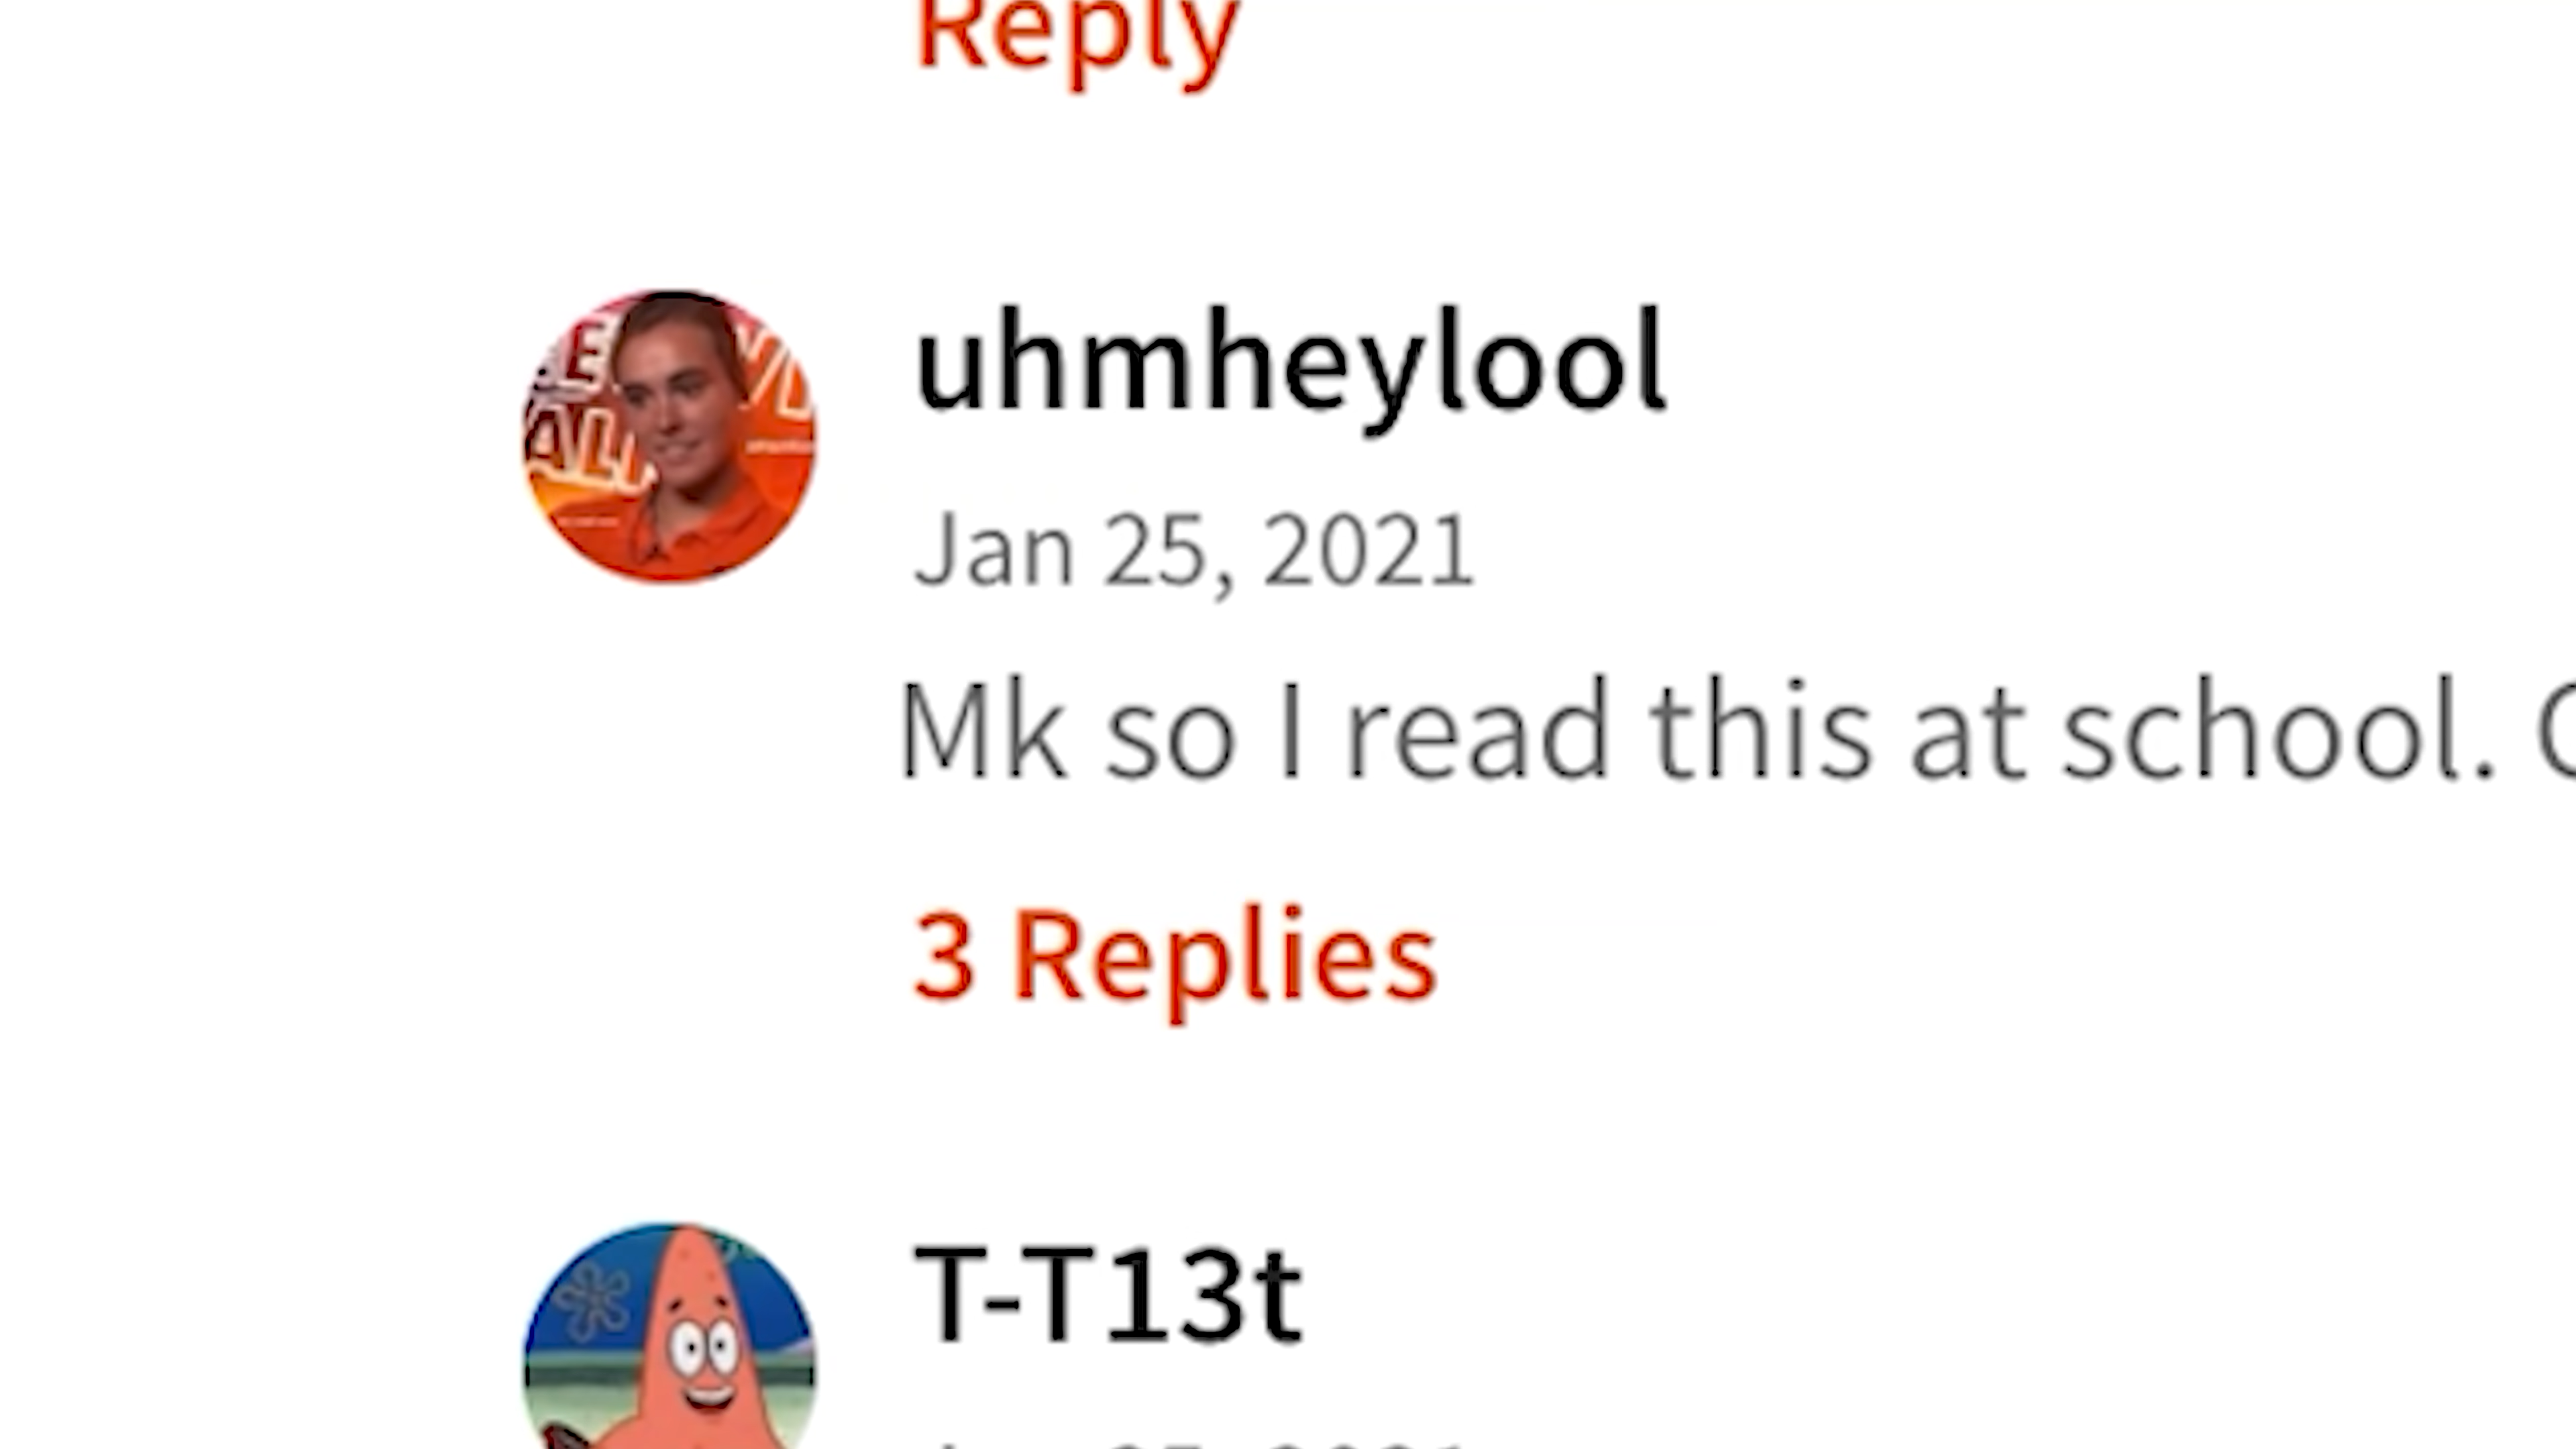 Reply
uhmheylool
Jan 25, 2021
Mk so I read this at school.
3 Replies
T-T13t